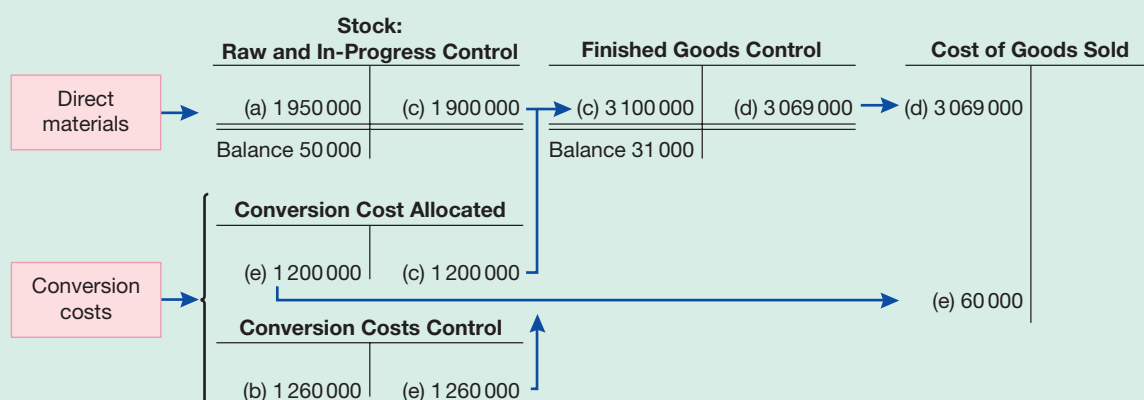 Stock:
Raw and In-Progress Control
Finished Goods Control
Cost of Goods Sold
Direct
materials
(a) 1 950 000
(c) 1 900 000
(c) 3 100 000
(d) 3 069 000
(d) 3 069 000
Balance 50 000
Balance 31 000
Conversion Cost Allocated
(e) 1 200 000
(c) 1 200 000
Conversion
costs
(e) 60 000
Conversion Costs Control
(b) 1 260 000
(e) 1 260 000